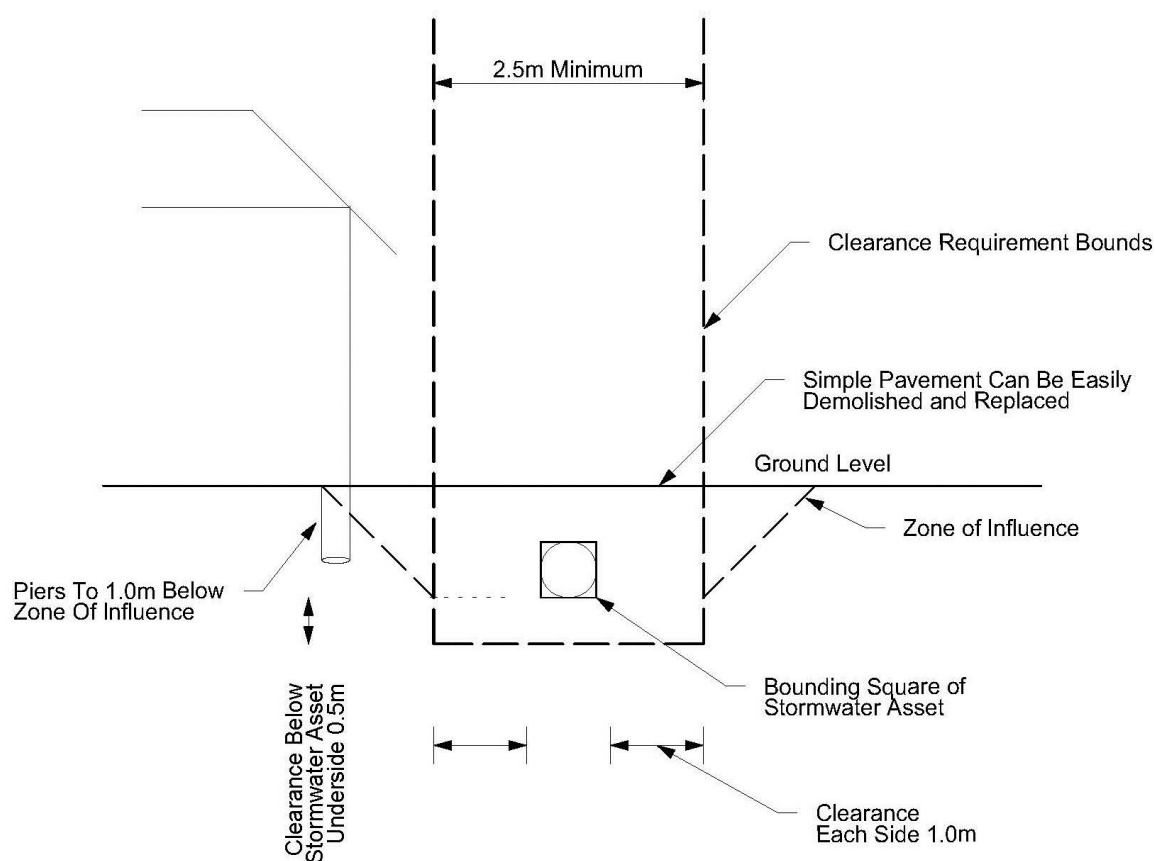 2.5m Minimum
Clearance Requirement Bounds
Simple Pavement Can Be Easily
Demolished and Replaced
Ground Level
Zone of Influence
Piers To 1.0m Below
Zone Of Influence
Bounding Square of
Stormwater Asset
Clearance Below
Stormwater Asset
Underside 0.5m
Clearance
Each Side 1.0m